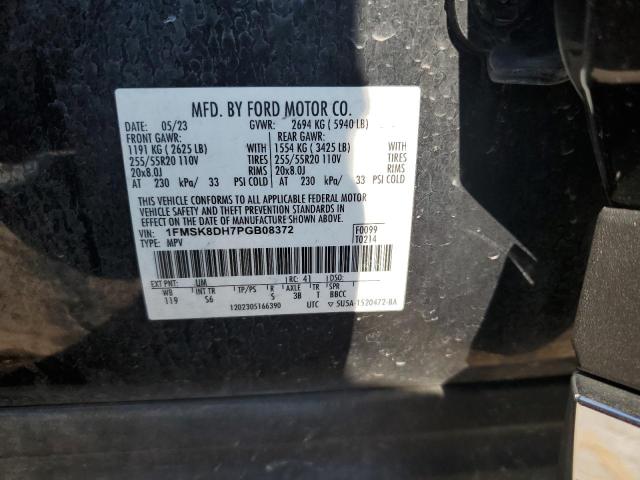 MFD. BY FORD MOTOR CO.
DATE: 05/23 GVWR: 2694 KG ( 5940 LB)
FRONT GAWR: REAR GAWR:
1191 KG ( 2625 LB) WITH 1554 KG ( 3425 LB) WITH
255/55R20 110V TIRES 255/55R20 110V TIRES
20x8.0J RIMS 20x8.0J RIMS
AT 230 kPa/ 33 PSI COLD AT 230 kPa/ 33 PSI COLD
THIS VEHICLE CONFORMS TO ALL APPLICABLE FEDERAL MOTOR
VEHICLE SAFETY AND THEFT PREVENTION STANDARDS IN
EFFECT ON THE DATE OF MANUFACTURE SHOWN ABOVE.
VIN: 1FMSK8DH7PGB08372 F0099
TYPE: MPV T0214
EXT PNT: UM RC: 41 DSO:
WB INT TR TP/PS R AXLE TR SPR
119 S6 S 3B T BBCC
1202305166390 UTC ▽ 5U5A-1520472-BA